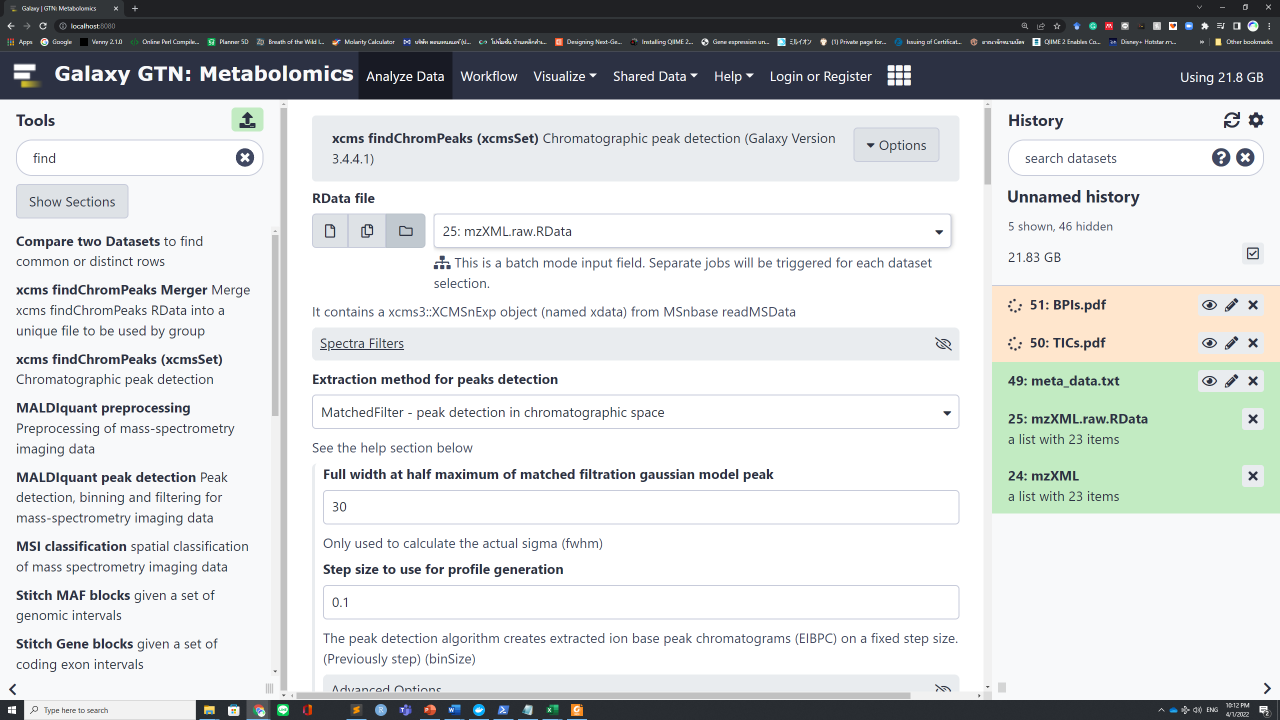 Galaxy | GTN: Metabolomics
localhost:8080
Apps
Google
Venny 2.1.0
Online Perl Compile...
Planner 5D
Breath of the Wild I...
Molarity Calculator
Designing Next-Ge...
Installing QIIME 2...
Gene expression un...
(1) Private page for...
Issuing of Certificat...
QIIME 2 Enables Co...
Disney+ Hotstar กา...
Other bookmarks
Galaxy GTN: Metabolomics
Analyze Data
Workflow
Visualize
Shared Data
Help
Login or Register
Using 21.8 GB
Tools
find
Show Sections
Compare two Datasets to find
common or distinct rows
xcms findChromPeaks Merger Merge
xcms findChromPeaks RData into a
unique file to be used by group
xcms findChromPeaks (xcmsSet)
Chromatographic peak detection
MALDIquant preprocessing
Preprocessing of mass-spectrometry
imaging data
MALDIquant peak detection Peak
detection, binning and filtering for
mass-spectrometry imaging data
MSI classification spatial classification
of mass spectrometry imaging data
Stitch MAF blocks given a set of
genomic intervals
Stitch Gene blocks given a set of
coding exon intervals
xcms findChromPeaks (xcmsSet) Chromatographic peak detection (Galaxy Version
3.4.4.1)
Options
RData file
25: mzXML.raw.RData
This is a batch mode input field. Separate jobs will be triggered for each dataset
selection.
It contains a xcms3::XCMSnExp object (named xdata) from MSnbase readMSData
Spectra Filters
Extraction method for peaks detection
MatchedFilter - peak detection in chromatographic space
See the help section below
Full width at half maximum of matched filtration gaussian model peak
30
Only used to calculate the actual sigma (fwhm)
Step size to use for profile generation
0.1
The peak detection algorithm creates extracted ion base peak chromatograms (EIBPC) on a fixed step size.
(Previously step) (binSize)
Advanced Options
History
search datasets
Unnamed history
5 shown, 46 hidden
21.83 GB
51: BPIs.pdf
50: TICs.pdf
49: meta_data.txt
25: mzXML.raw.RData
a list with 23 items
24: mzXML
a list with 23 items
Type here to search
ENG
10:12 PM
4/1/2022